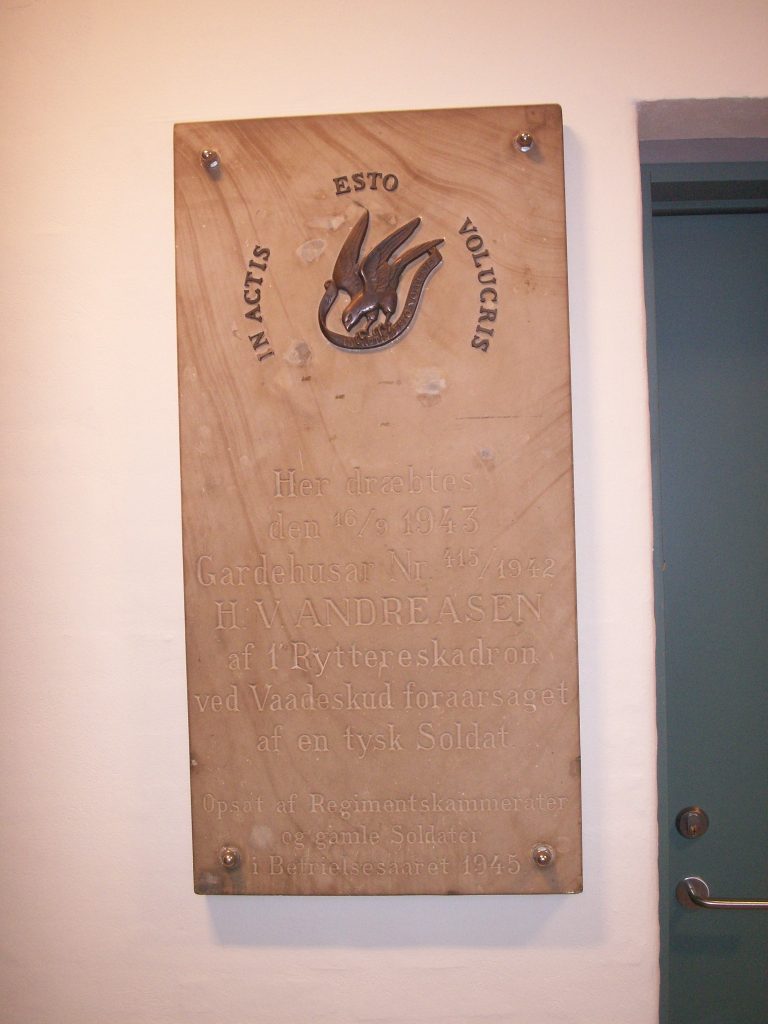 IN ACTIS ESTO VOLUCRIS
Her dræbtes
den 16/9 1943
Gardehusar Nr. 415/1942
H. V. ANDREASEN
af 1' Ryttereskadron
ved Vaadeskud foraarsaget
af en tysk Soldat
Opsat af Regimentskammerater
og gamle Soldater
i Befrielsesaaret 1945